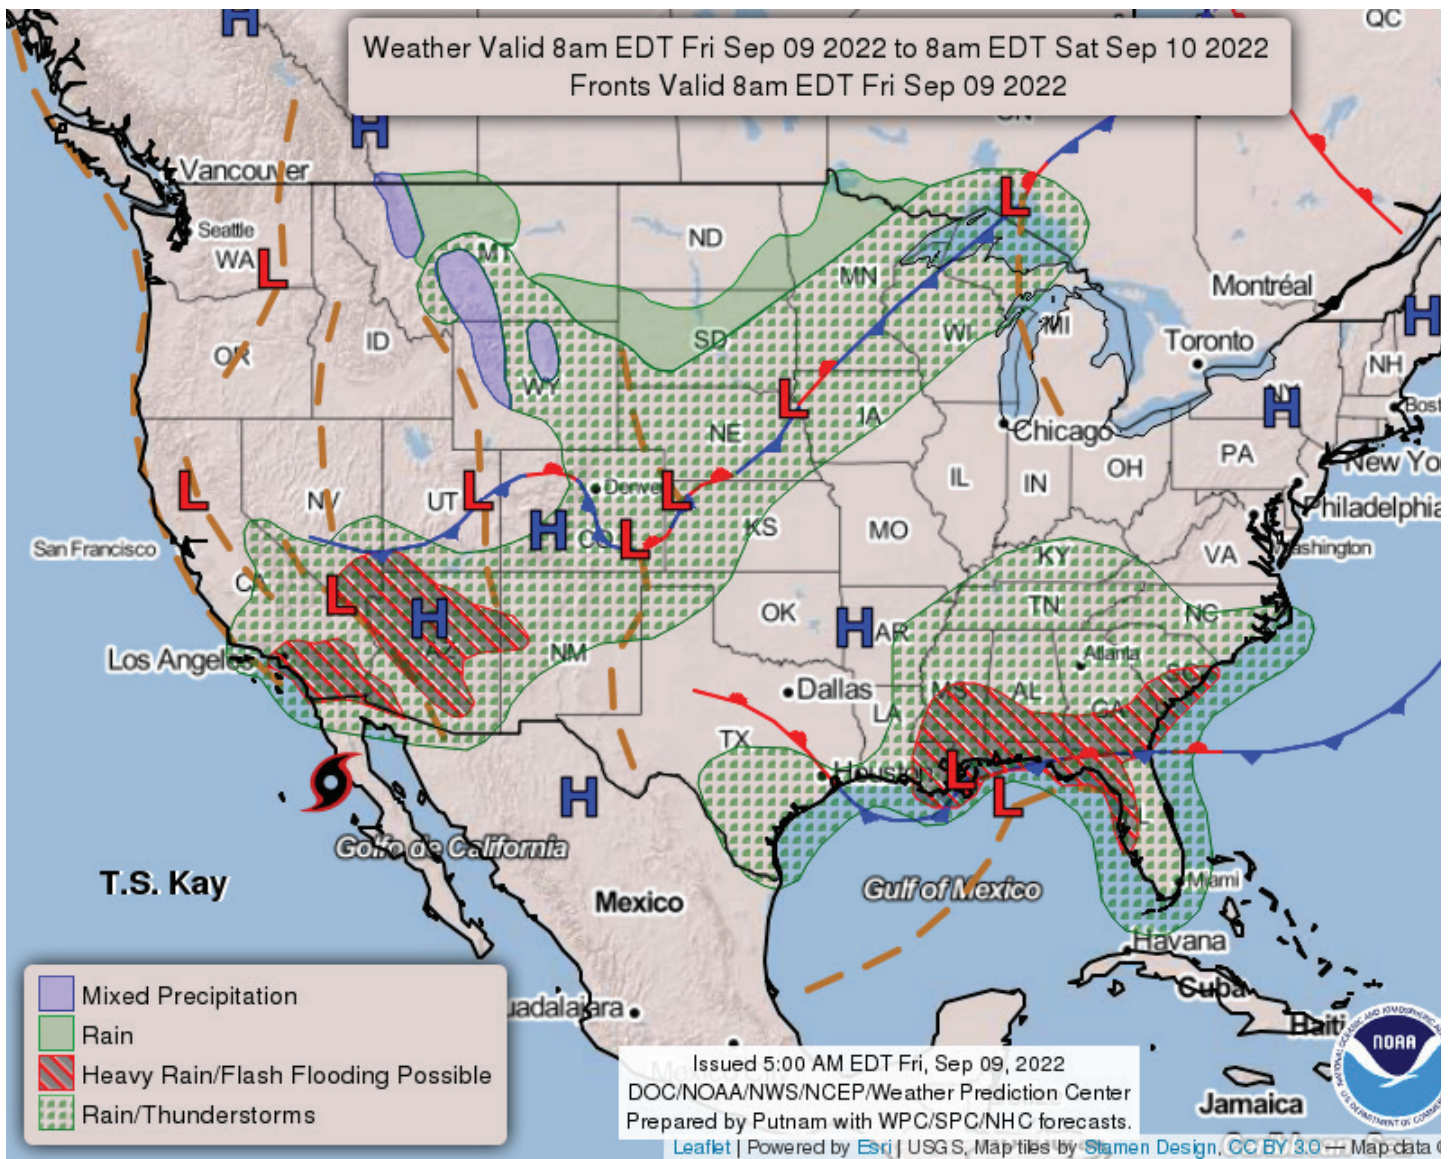 H
QC
Weather Valid 8am EDT Fri Sep 09 2022 to 8am EDT Sat Sep 10 2022
Fronts Valid 8am EDT Fri Sep 09 2022
H
Vancouver
L
Seattle
ND
MT
WA
L
MN
Montréal
H
OR
ID
SD
WI
MI
Toronto
NH
WY
L
IA
NE
NY
H
Bost
Chicago
PA
New Yo
L
NV
UT
L
Denve
L
IL
IN
OH
Philadelphia
San Francisco
H
CO
L
KS
MO
KY
VA
Washington
CA
L
H
AZ
NM
OK
H
AR
TN
NC
Los Angeles
Atlanta
SC
Dallas
LA
MS
AL
GA
TX
Houston
L
L
H
Golfo de California
T.S. Kay
Mexico
Gulf of Mexico
Miami
Havana
Cuba
Haiti
uadalajara
Mixed Precipitation
Rain
Heavy Rain/Flash Flooding Possible
Rain/Thunderstorms
NOAA
Issued 5:00 AM EDT Fri, Sep 09, 2022
DOC/NOAA/NWS/NCEP/Weather Prediction Center
Prepared by Putnam with WPC/SPC/NHC forecasts.
Jamaica
Leaflet | Powered by Esri | USGS, Map tiles by Stamen Design, CC BY 3.0 — Map data ©